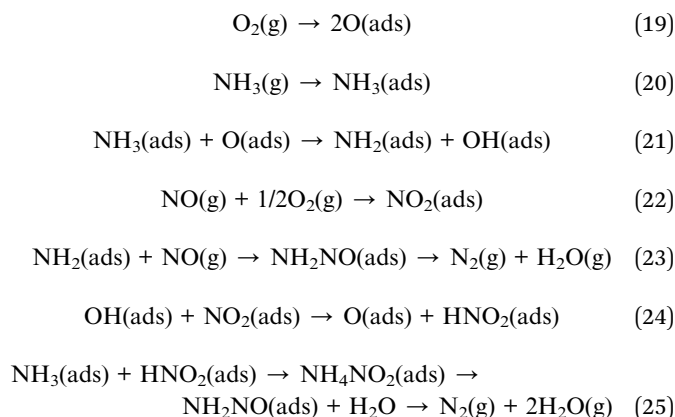 O₂(g) → 2O(ads) (19)
NH₃(g) → NH₃(ads) (20)
NH₃(ads) + O(ads) → NH₂(ads) + OH(ads) (21)
NO(g) + 1/2O₂(g) → NO₂(ads) (22)
NH₂(ads) + NO(g) → NH₂NO(ads) → N₂(g) + H₂O(g) (23)
OH(ads) + NO₂(ads) → O(ads) + HNO₂(ads) (24)
NH₃(ads) + HNO₂(ads) → NH₄NO₂(ads) →
NH₂NO(ads) + H₂O → N₂(g) + 2H₂O(g) (25)